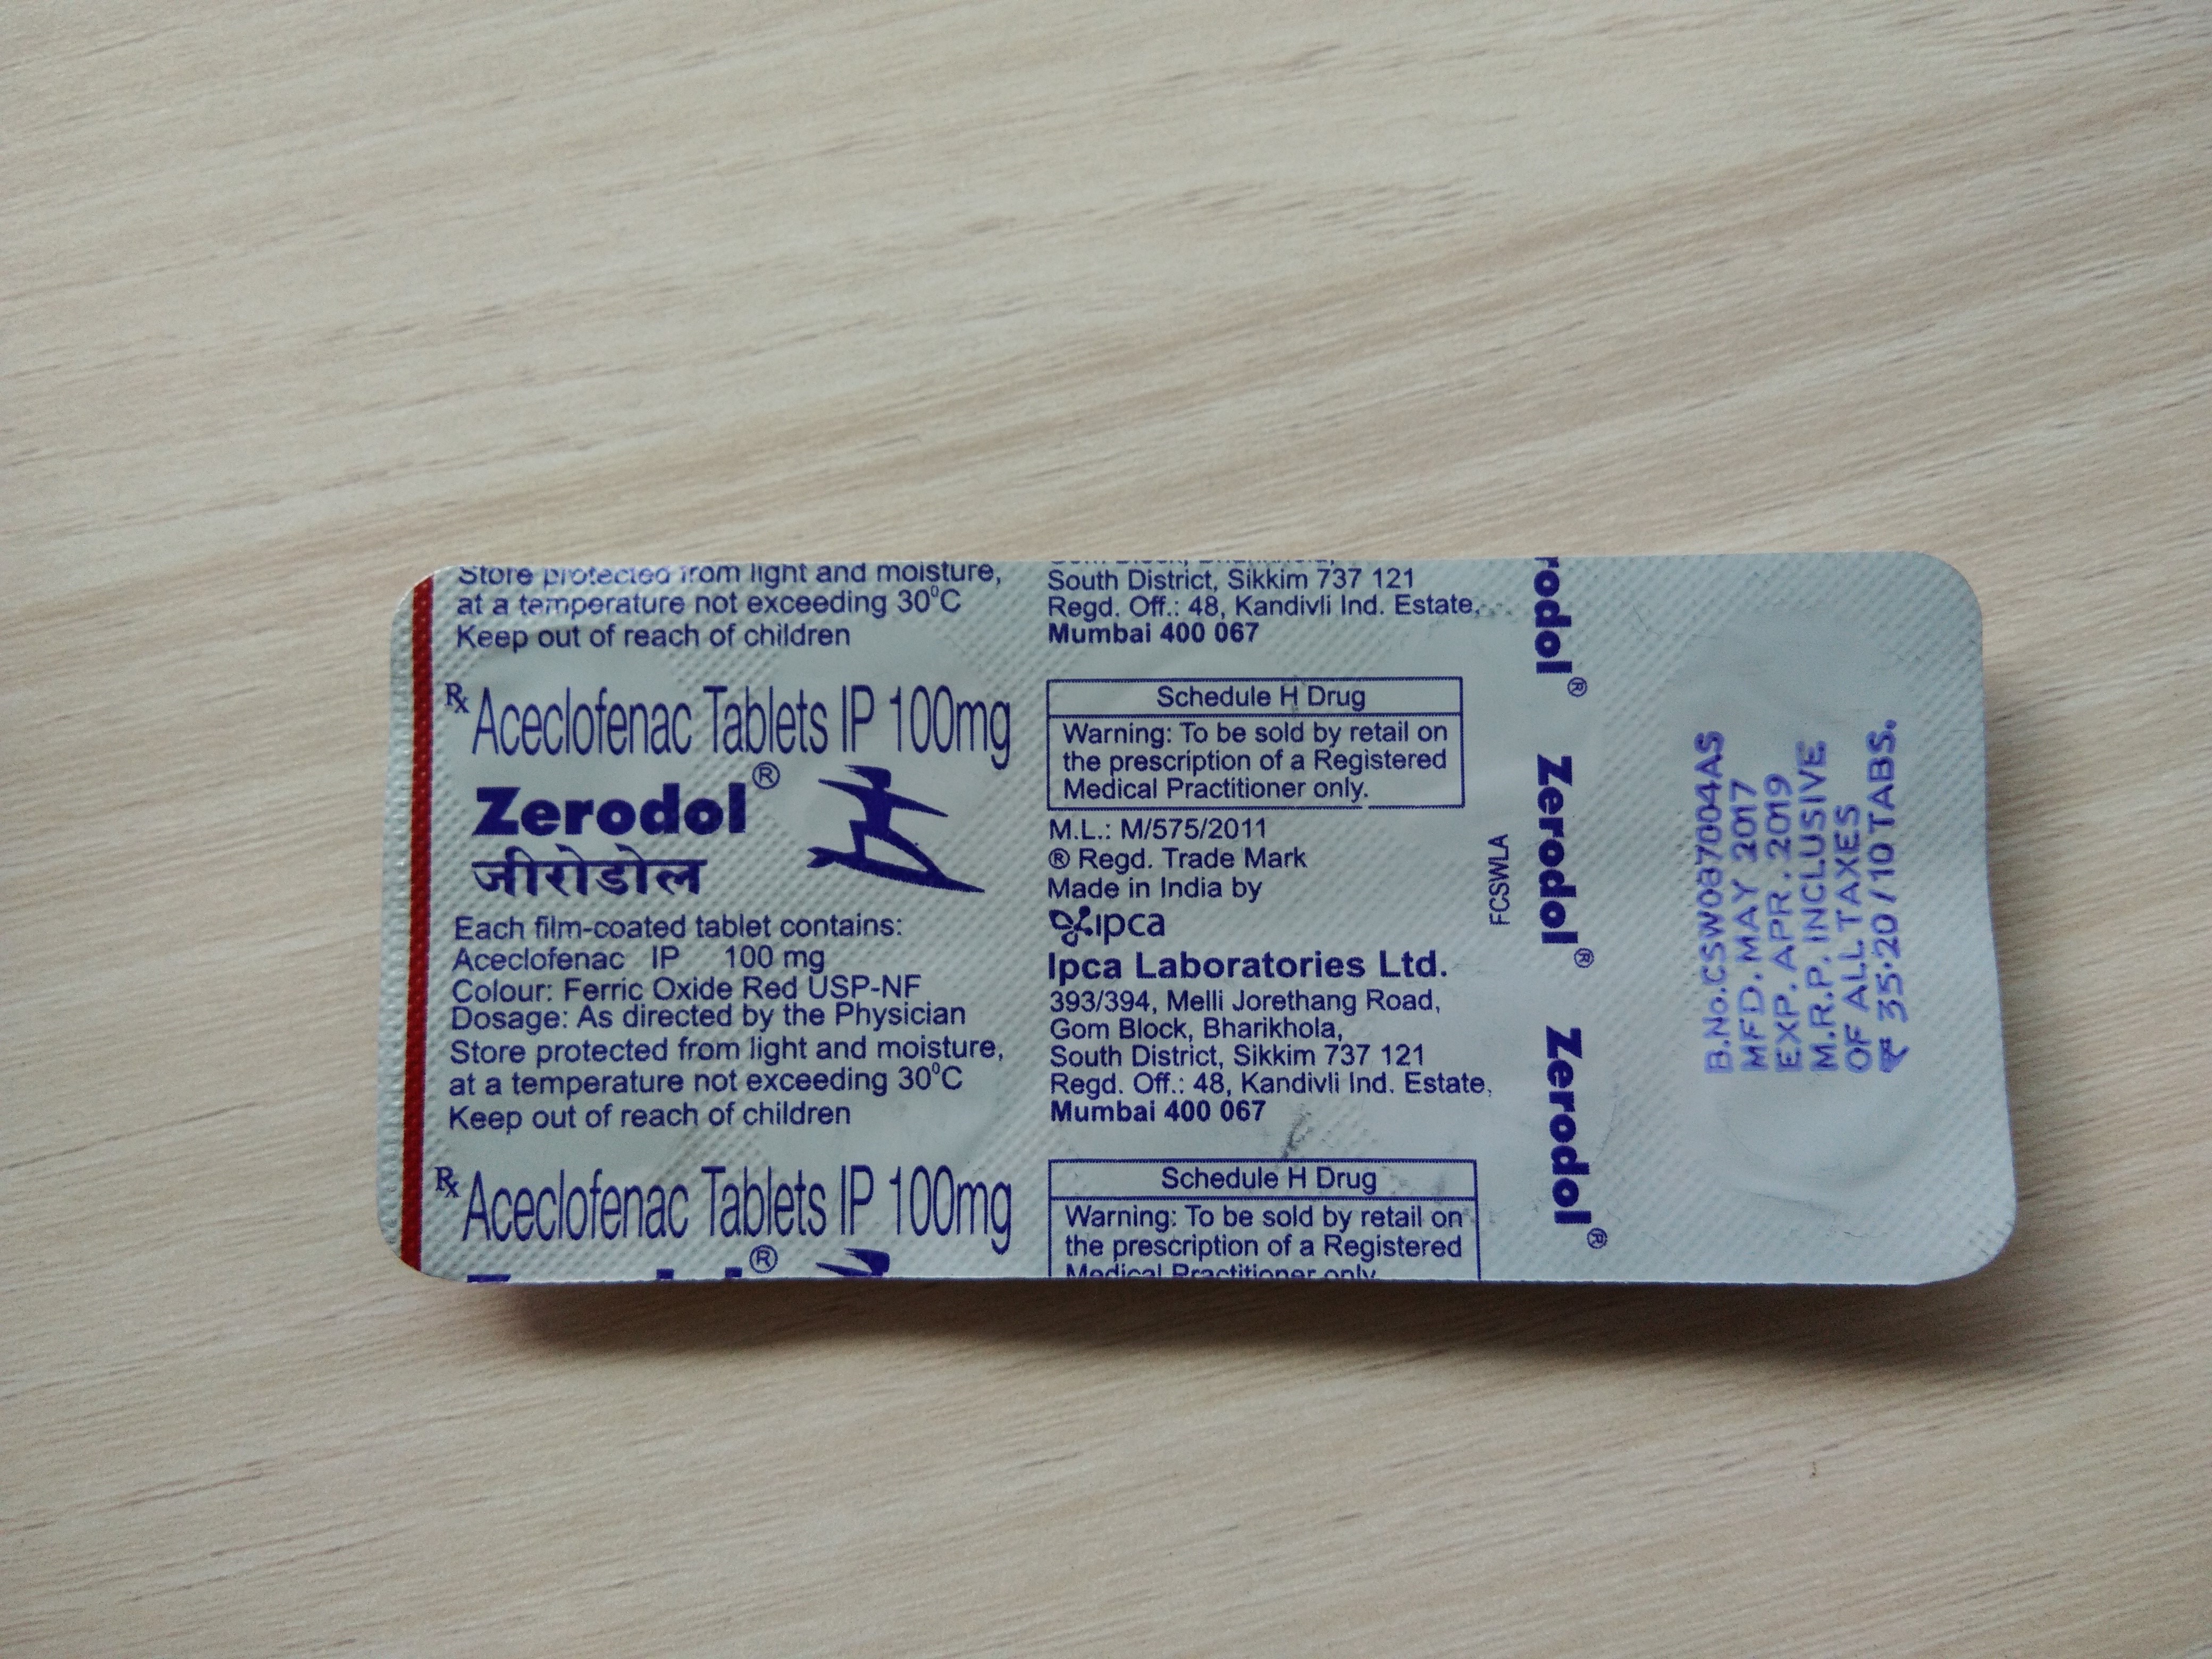 Store protected from light and moisture,
at a temperature not exceeding 30⁰C
Keep out of reach of children
Rx Aceclofenac Tablets IP 100mg
Zerodol®
जीरोडोल
Each film-coated tablet contains:
Aceclofenac IP 100 mg
Colour: Ferric Oxide Red USP-NF
Dosage: As directed by the Physician
Store protected from light and moisture,
at a temperature not exceeding 30⁰C
Keep out of reach of children
Rx Aceclofenac Tablets IP 100mg
®
South District, Sikkim 737 121
Regd. Off.: 48, Kandivli Ind. Estate,
Mumbai 400 067
Schedule H Drug
Warning: To be sold by retail on
the prescription of a Registered
Medical Practitioner only.
M.L.: M/575/2011
® Regd. Trade Mark
Made in India by
ipca
Ipca Laboratories Ltd.
393/394, Melli Jorethang Road,
Gom Block, Bharikhola,
South District, Sikkim 737 121
Regd. Off.: 48, Kandivli Ind. Estate,
Mumbai 400 067
Schedule H Drug
Warning: To be sold by retail on
the prescription of a Registered
Medical Practitioner only.
FCSWLA
rodol® Zerodol® Zerodol®
B.No.CSW087004AS
MFD. MAY 2017
EXP. APR. 2019
M.R.P. INCLUSIVE
OF ALL TAXES
₹ 35.20/10 TABS.